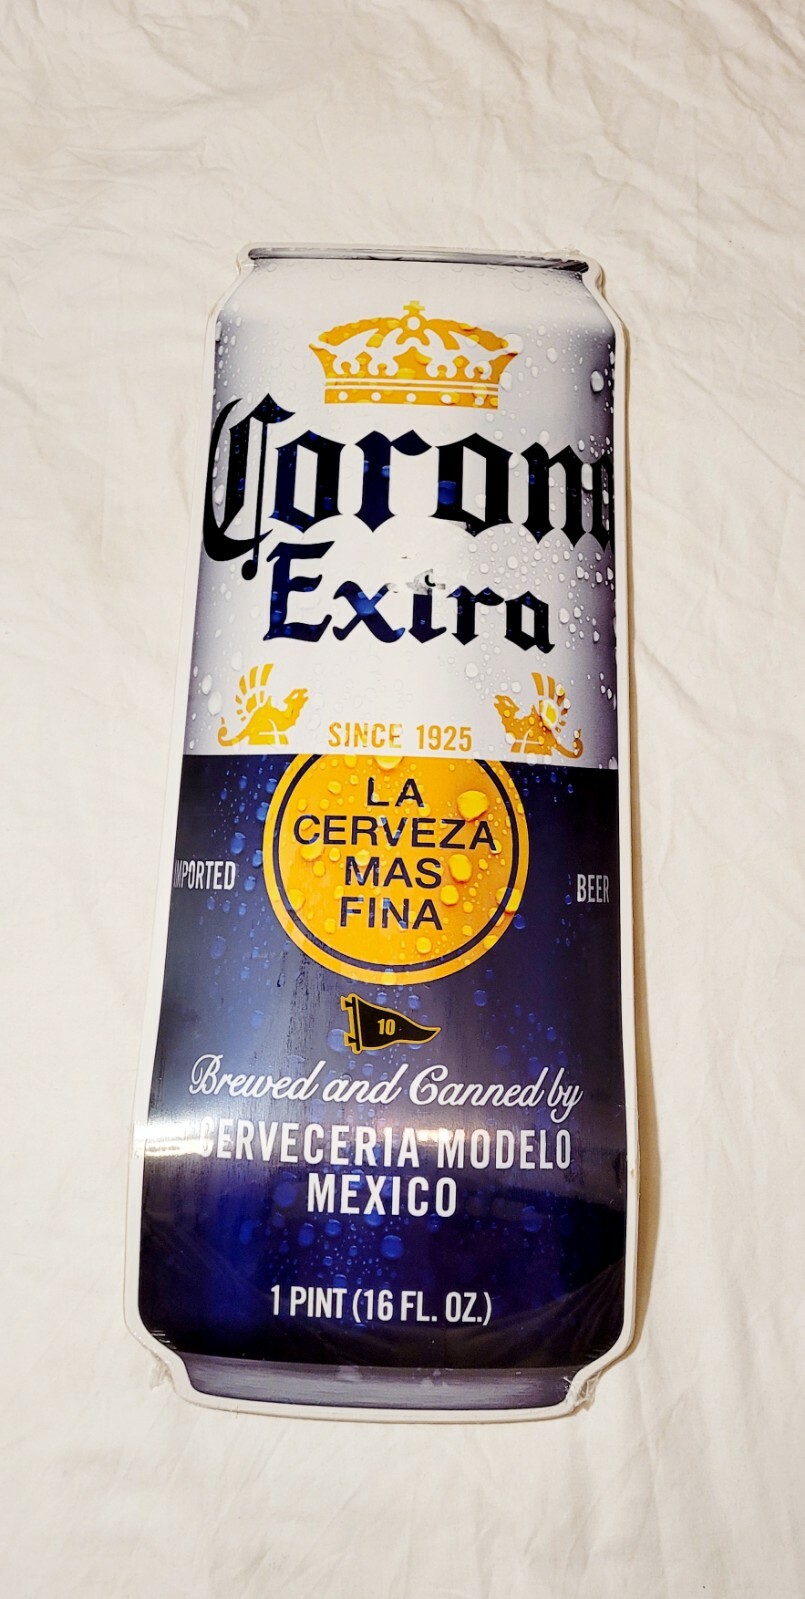 Corona
Extra
SINCE 1925
LA
CERVEZA
MAS
FINA
IMPORTED
BEER
10
Brewed and Canned by
CERVECERIA MODELO
MEXICO
1 PINT (16 FL. OZ.)